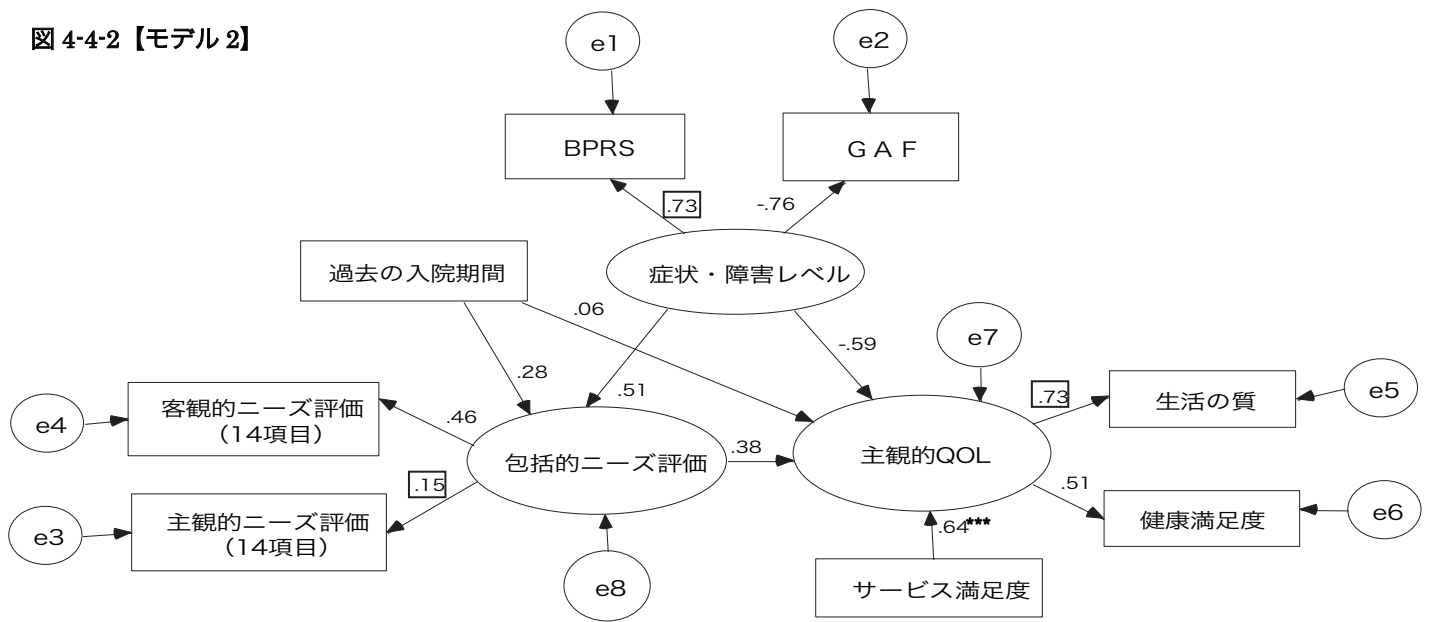 図 4-4-2【モデル 2】
e1
e2
BPRS
GAF
.73
-.76
過去の入院期間
症状・障害レベル
.06
e7
-.59
.28
.51
.73
生活の質
e5
e4
客観的ニーズ評価
（14項目）
.46
包括的ニーズ評価
.38
主観的QOL
.15
.51
e3
主観的ニーズ評価
（14項目）
健康満足度
e6
.64***
e8
サービス満足度